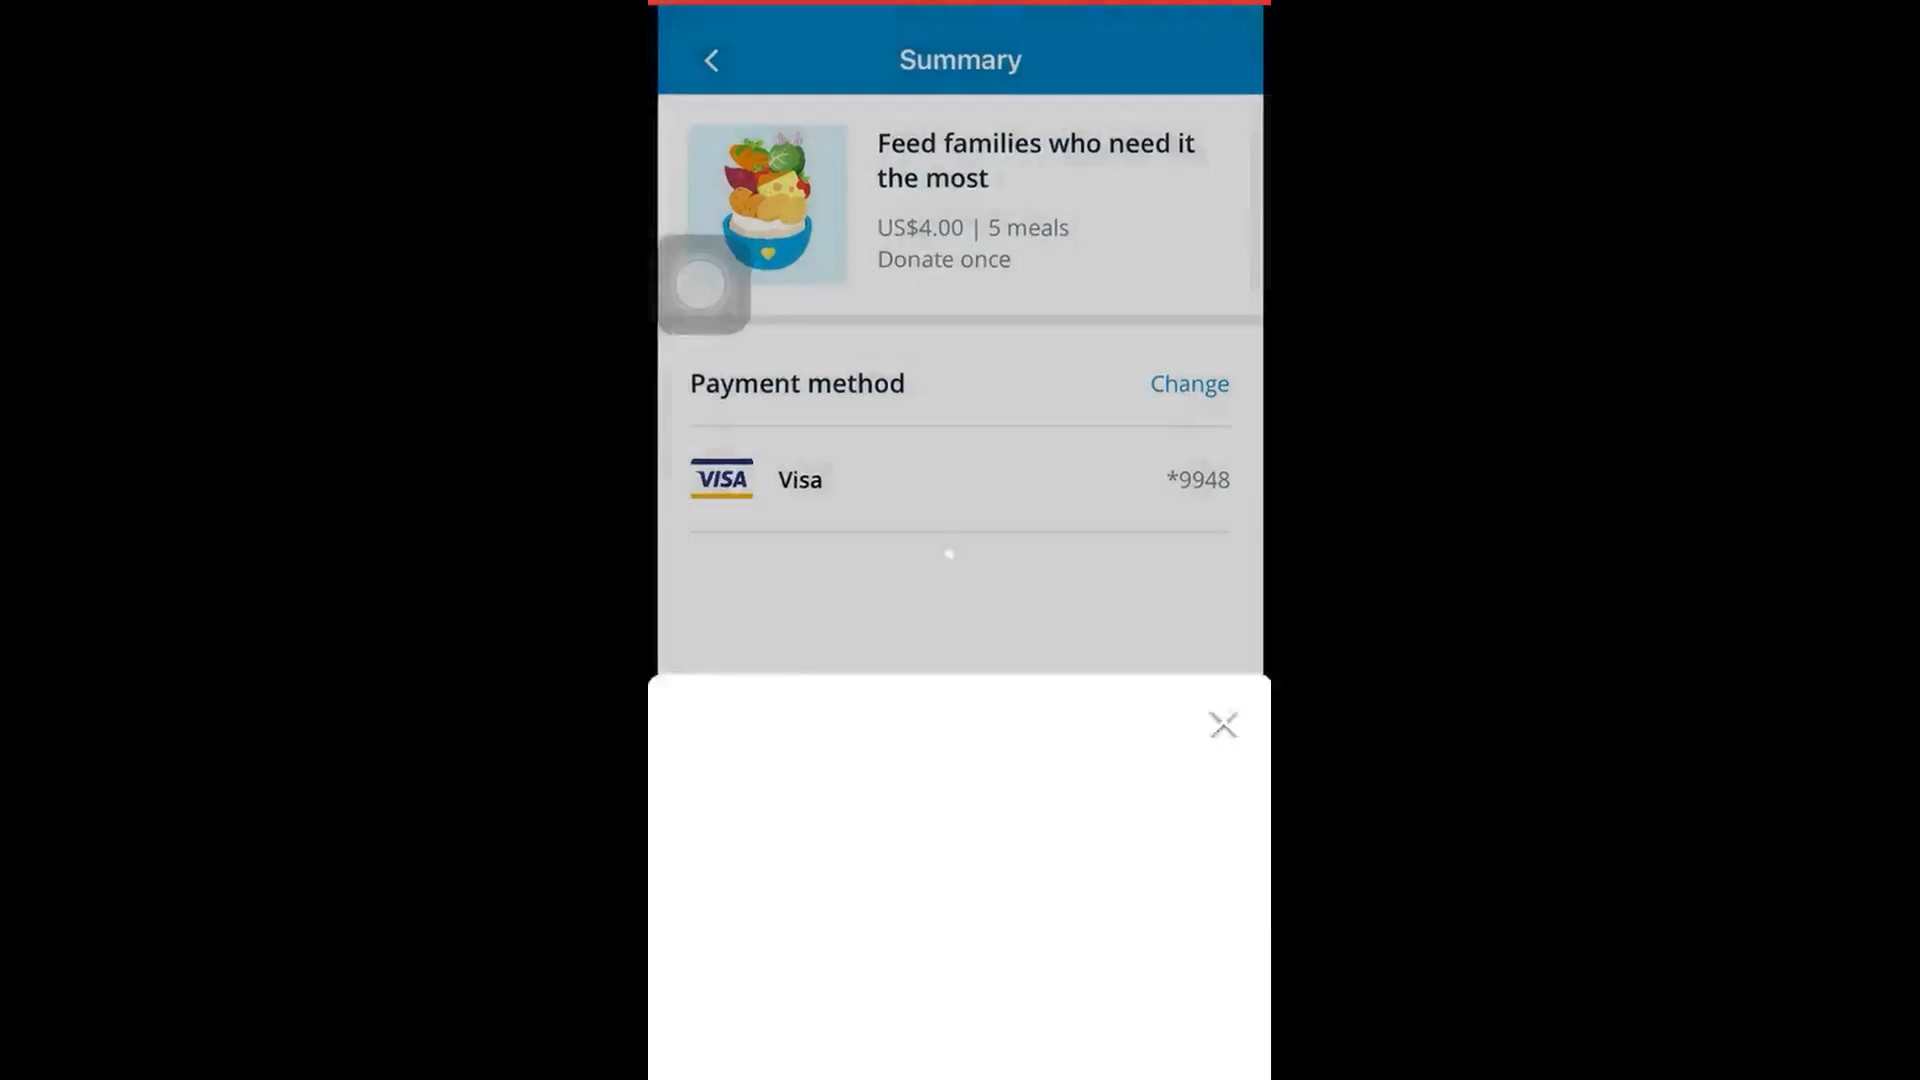 Summary
Feed families who need it
the most
US$4.00 | 5 meals
Donate once
Payment method
Change
VISA
Visa
*9948